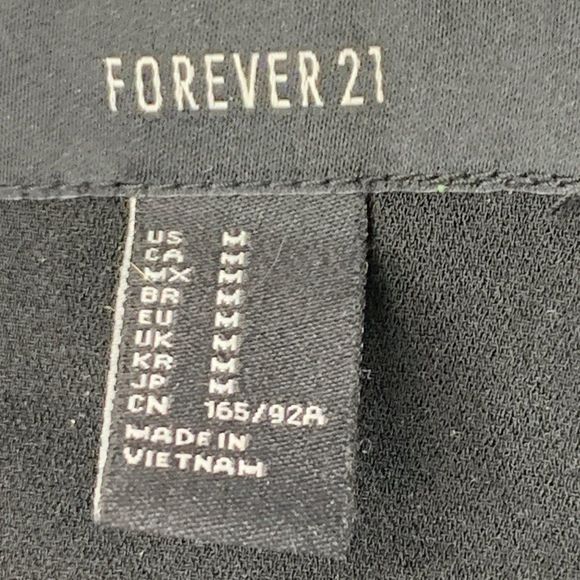 FOREVER 21
US M
CA M
MX M
BR M
EU M
UK M
KR M
JP M
CN 165/92A
MADE IN
VIETNAM